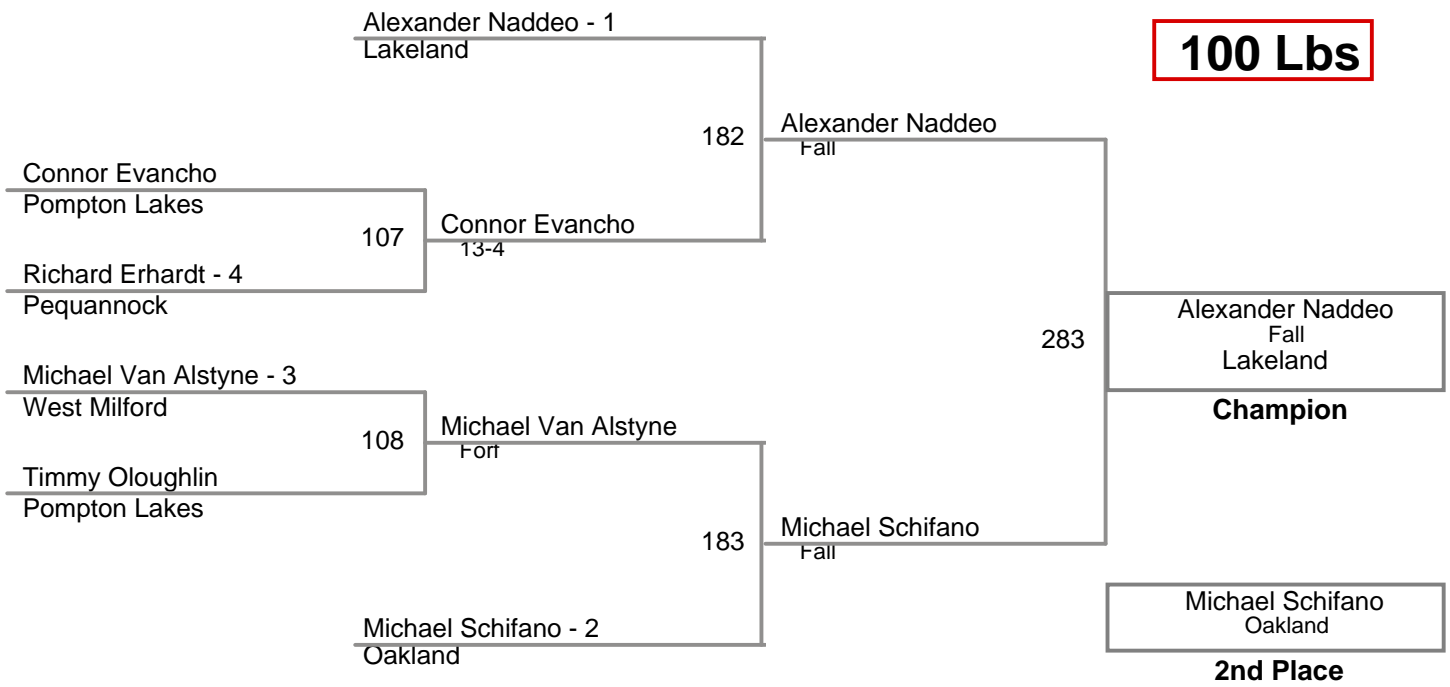 Alexander Naddeo - 1
Lakeland
100 Lbs
182
Alexander Naddeo
Fall
Connor Evancho
Pompton Lakes
107
Connor Evancho
13-4
Richard Erhardt - 4
Pequannock
283
Alexander Naddeo
Fall
Lakeland
Champion
Michael Van Alstyne - 3
West Milford
108
Michael Van Alstyne
Forf
Timmy Oloughlin
Pompton Lakes
183
Michael Schifano
Fall
Michael Schifano - 2
Oakland
Michael Schifano
Oakland
2nd Place